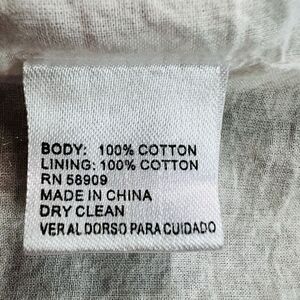 BODY: 100% COTTON
LINING: 100% COTTON
RN 58909
MADE IN CHINA
DRY CLEAN
VER AL DORSO PARA CUIDADO